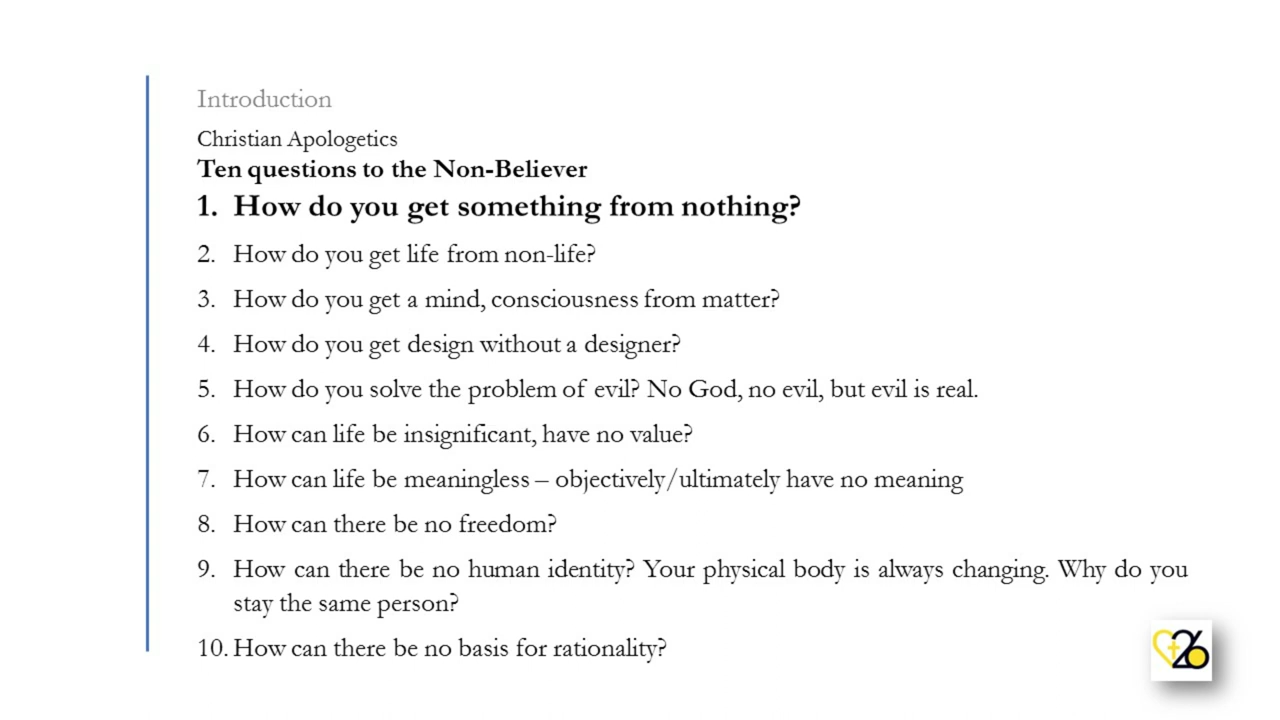 Introduction
Christian Apologetics
Ten questions to the Non-Believer
1. How do you get something from nothing?
2. How do you get life from non-life?
3. How do you get a mind, consciousness from matter?
4. How do you get design without a designer?
5. How do you solve the problem of evil? No God, no evil, but evil is real.
6. How can life be insignificant, have no value?
7. How can life be meaningless – objectively/ultimately have no meaning
8. How can there be no freedom?
9. How can there be no human identity? Your physical body is always changing. Why do you
stay the same person?
10. How can there be no basis for rationality?
26